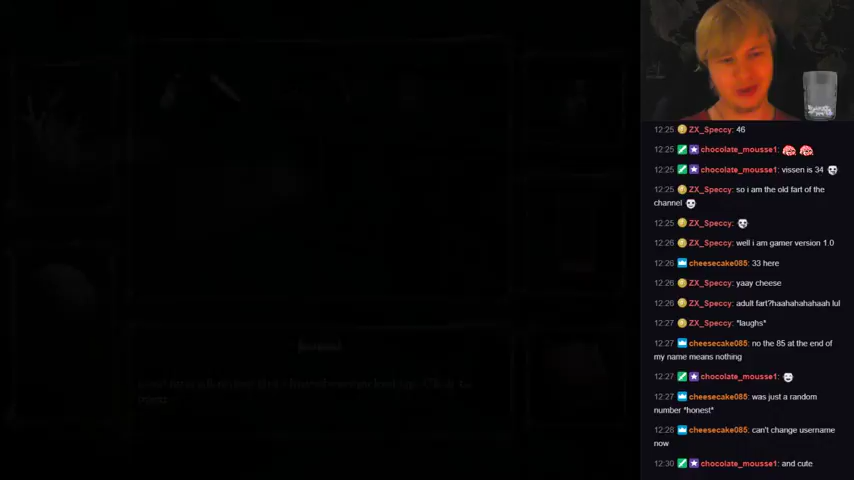 12:25 ZX_Speccy: 46
12:25 chocolate_mousse1:
12:25 chocolate_mousse1: vissen is 34
12:25 ZX_Speccy: so i am the old fart of the
channel
12:25 ZX_Speccy:
12:26 ZX_Speccy: well i am gamer version 1.0
12:26 cheesecake085: 33 here
12:26 ZX_Speccy: yaay cheese
12:26 ZX_Speccy: adult fart?haahahahahaah lul
12:27 ZX_Speccy: *laughs*
12:27 cheesecake085: no the 85 at the end of
my name means nothing
12:27 chocolate_mousse1:
12:27 cheesecake085: was just a random
number *honest*
12:28 cheesecake085: can't change username
now
12:30 chocolate_mousse1: and cute